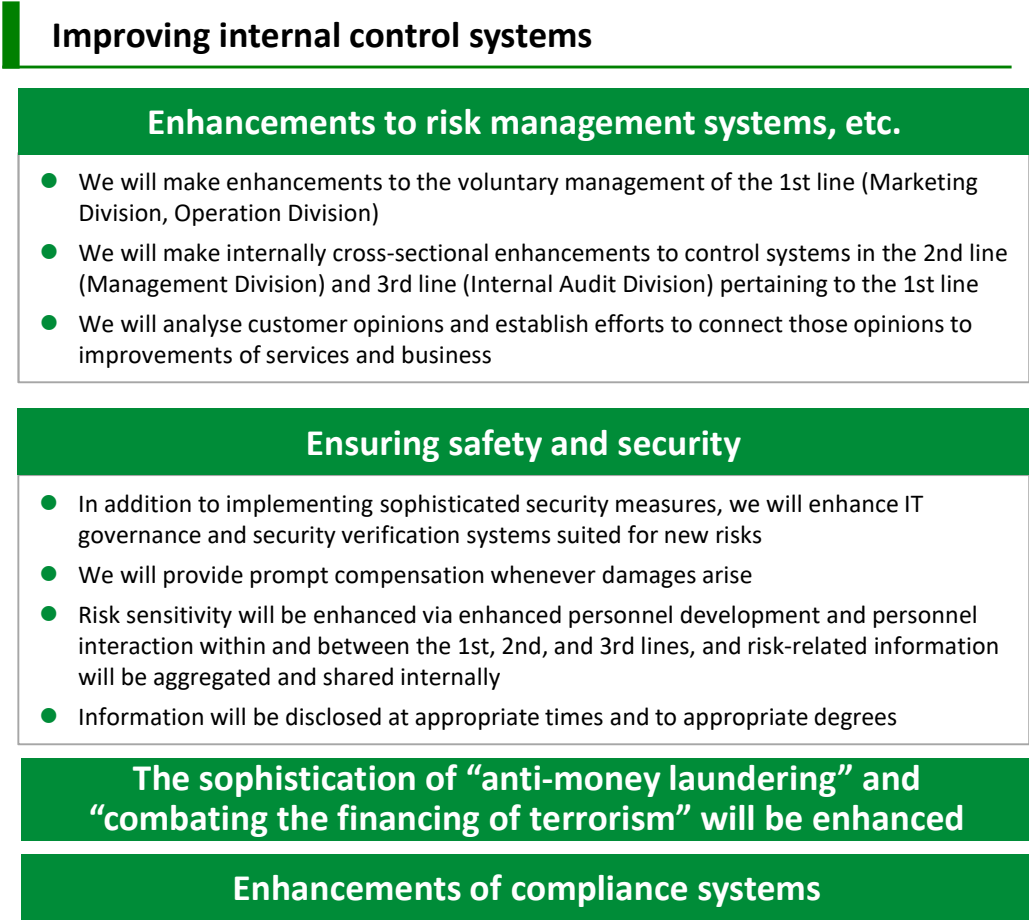 Improving internal control systems
Enhancements to risk management systems, etc.
● We will make enhancements to the voluntary management of the 1st line (Marketing
Division, Operation Division)
● We will make internally cross-sectional enhancements to control systems in the 2nd line
(Management Division) and 3rd line (Internal Audit Division) pertaining to the 1st line
● We will analyse customer opinions and establish efforts to connect those opinions to
improvements of services and business
Ensuring safety and security
● In addition to implementing sophisticated security measures, we will enhance IT
governance and security verification systems suited for new risks
● We will provide prompt compensation whenever damages arise
● Risk sensitivity will be enhanced via enhanced personnel development and personnel
interaction within and between the 1st, 2nd, and 3rd lines, and risk-related information
will be aggregated and shared internally
● Information will be disclosed at appropriate times and to appropriate degrees
The sophistication of “anti-money laundering” and
“combating the financing of terrorism” will be enhanced
Enhancements of compliance systems